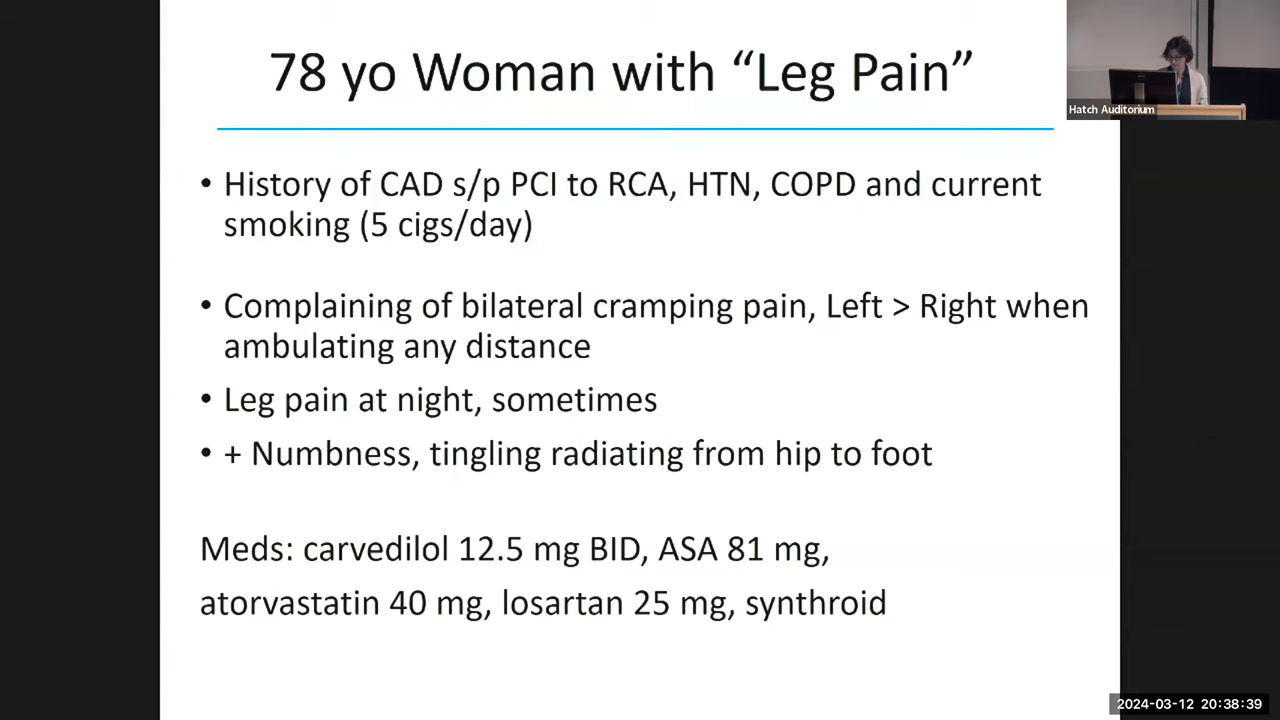 78 yo Woman with “Leg Pain”
Hatch Auditorium
• History of CAD s/p PCI to RCA, HTN, COPD and current
smoking (5 cigs/day)
• Complaining of bilateral cramping pain, Left > Right when
ambulating any distance
• Leg pain at night, sometimes
• + Numbness, tingling radiating from hip to foot
Meds: carvedilol 12.5 mg BID, ASA 81 mg,
atorvastatin 40 mg, losartan 25 mg, synthroid
2024-03-12 20:38:39